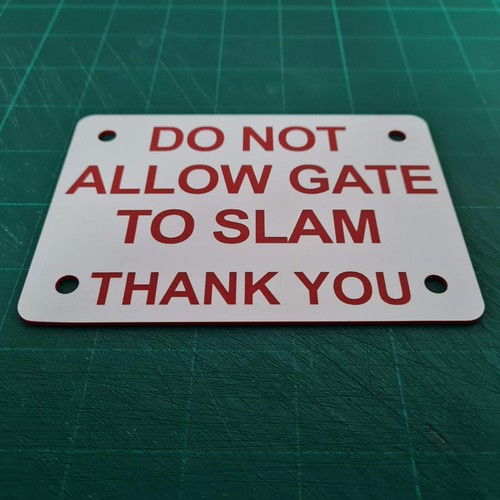 DO NOT
ALLOW GATE
TO SLAM
THANK YOU